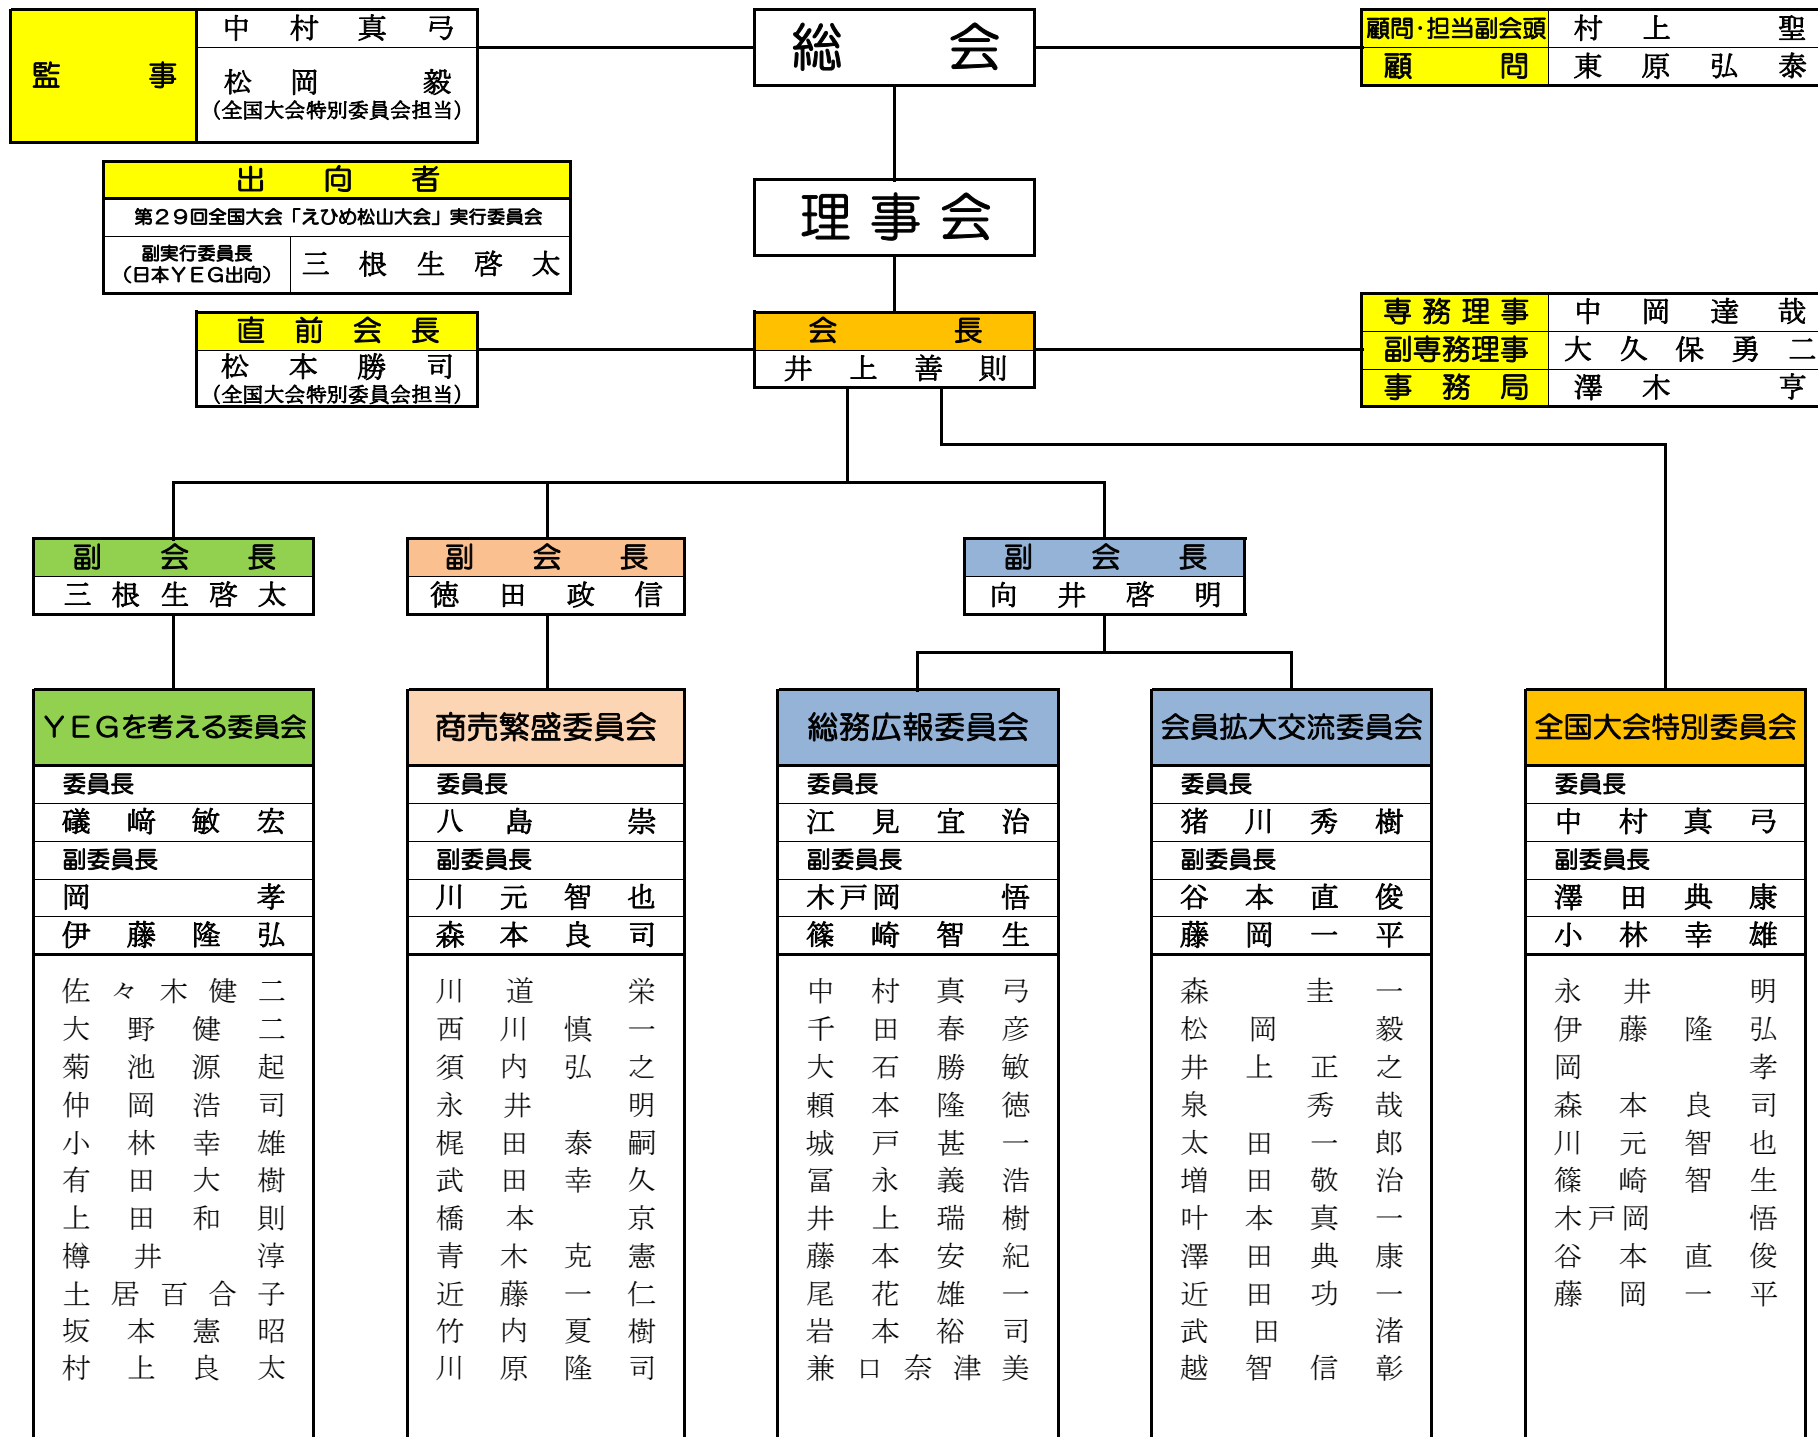 監事
中村真弓
松岡毅
（全国大会特別委員会担当）
総会
顧問・担当副会頭 村上聖
顧問 東原弘泰
出向者
第２９回全国大会「えひめ松山大会」実行委員会
副実行委員長
（日本ＹＥＧ出向）
三根生啓太
理事会
直前会長
松本勝司
（全国大会特別委員会担当）
会長
井上善則
専務理事 中岡達哉
副専務理事 大久保勇二
事務局 澤木亨
副会長
三根生啓太
副会長
徳田政信
副会長
向井啓明
ＹＥＧを考える委員会
委員長
礒﨑敏宏
副委員長
岡孝
伊藤隆弘
佐々木健二
大野健二
菊池源起
仲岡浩司
小林幸雄
有田大樹
上田和則
樽井淳
土居百合子
坂本憲昭
村上良太
商売繁盛委員会
委員長
八島崇
副委員長
川元智也
森本良司
川道栄
西川慎一
須内弘之
永井明
梶田泰嗣
武田幸久
橋本京
青木克憲
近藤一仁
竹内夏樹
川原隆司
総務広報委員会
委員長
江見宜治
副委員長
木戸岡悟
篠崎智生
中村真弓
千田春彦
大石勝敏
頼本隆徳
城戸甚一
冨永義浩
井上瑞樹
藤本安紀
尾花雄一
岩本裕司
兼口奈津美
会員拡大交流委員会
委員長
猪川秀樹
副委員長
谷本直俊
藤岡一平
森圭一
松岡毅
井上正之
泉秀哉
太田一郎
増田敬治
叶本真一
澤田典康
近田功一
武田渚
越智信彰
全国大会特別委員会
委員長
中村真弓
副委員長
澤田典康
小林幸雄
永井明
伊藤隆弘
岡孝
森本良司
川元智也
篠崎智生
木戸岡悟
谷本直俊
藤岡一平